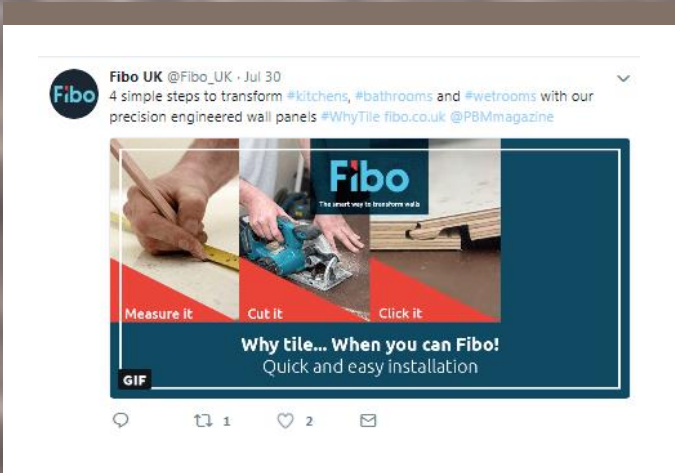 Fibo
Fibo UK @Fibo_UK · Jul 30
4 simple steps to transform #kitchens, #bathrooms and #wetrooms with our
precision engineered wall panels #WhyTile fibo.co.uk @PBMmagazine
Fibo
The smart way to transform walls
Measure it
Cut it
Click it
Why tile... When you can Fibo!
Quick and easy installation
GIF
1
2